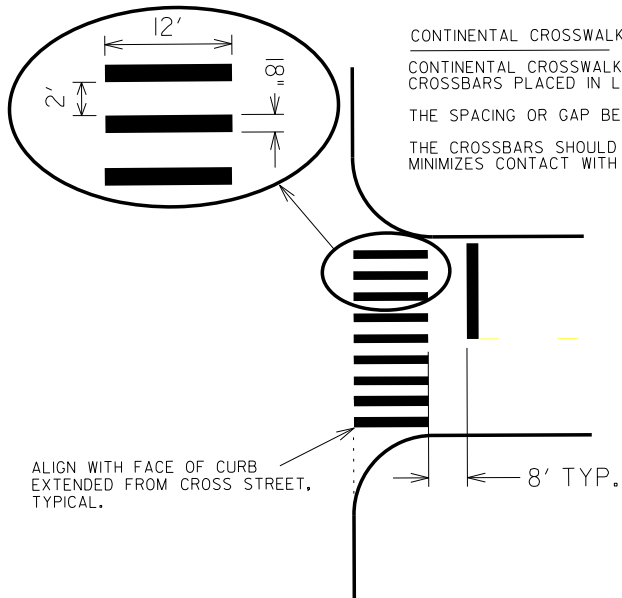 12'
2'
18"
CONTINENTAL CROSSWALK
CONTINENTAL CROSSWALK
CROSSBARS PLACED IN L
THE SPACING OR GAP BE
THE CROSSBARS SHOULD
MINIMIZES CONTACT WITH
ALIGN WITH FACE OF CURB
EXTENDED FROM CROSS STREET,
TYPICAL.
8' TYP.